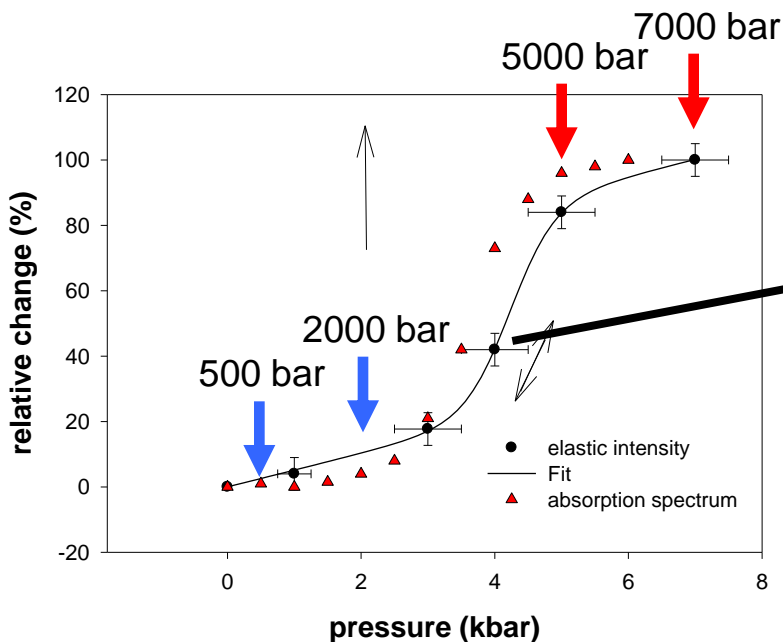 7000 bar
5000 bar
120
100
80
60
40
20
0
-20
relative change (%)
2000 bar
500 bar
elastic intensity
Fit
absorption spectrum
0
2
4
6
8
pressure (kbar)